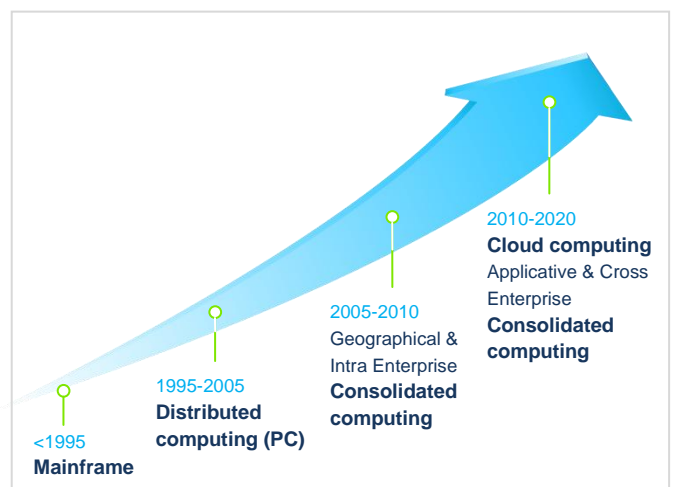 <1995
Mainframe
1995-2005
Distributed
computing (PC)
2005-2010
Geographical &
Intra Enterprise
Consolidated
computing
2010-2020
Cloud computing
Applicative & Cross
Enterprise
Consolidated
computing